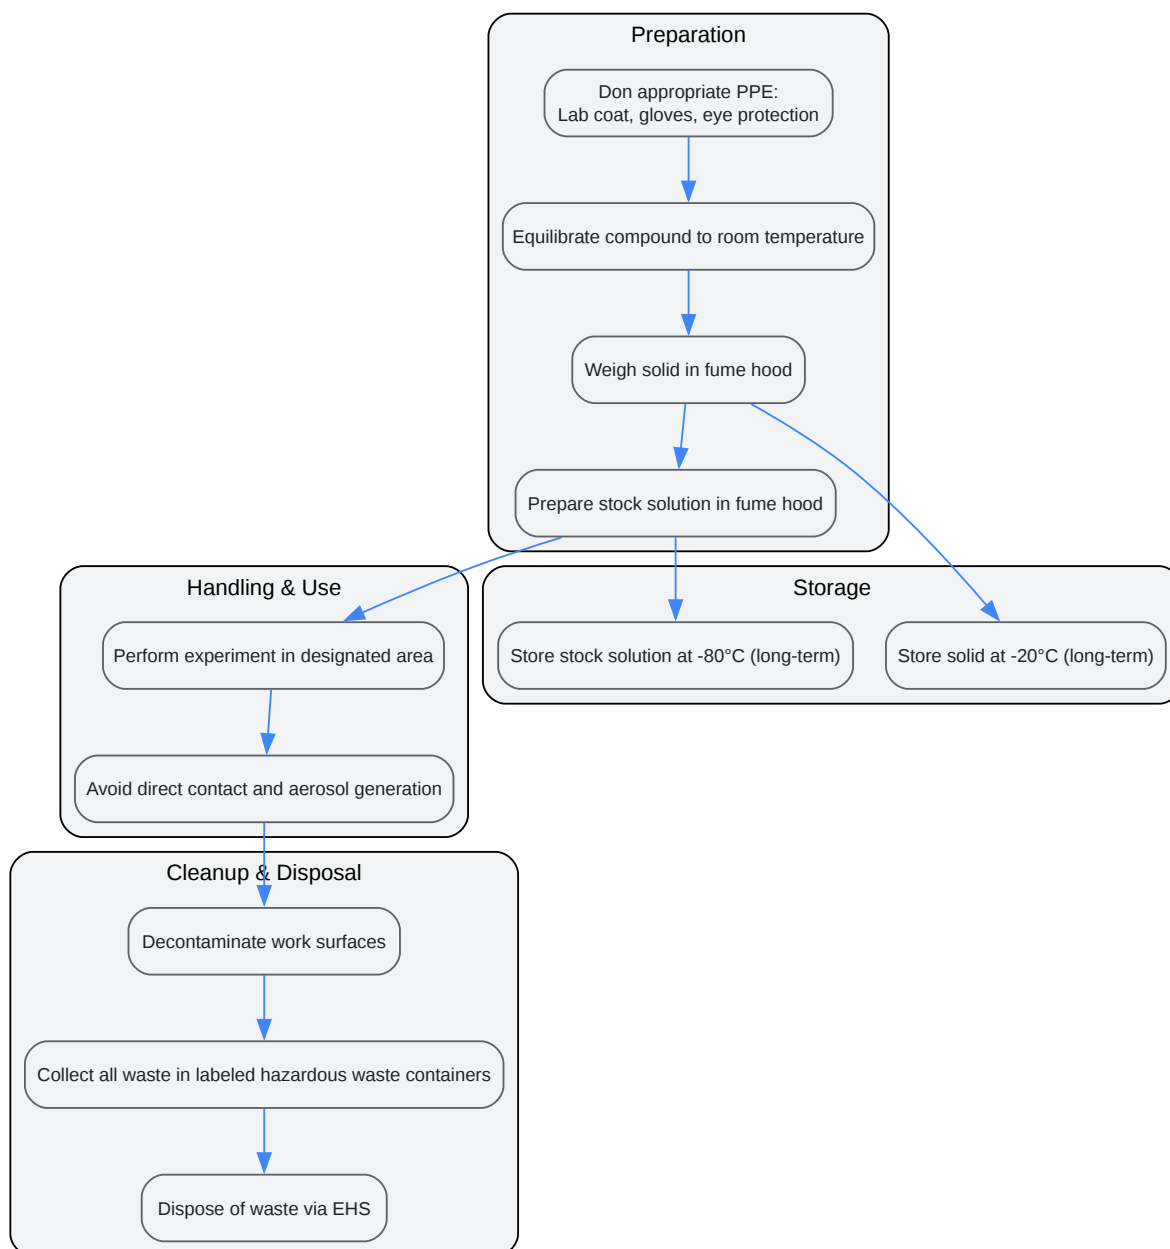 Preparation
Don appropriate PPE:
Lab coat, gloves, eye protection
Equilibrate compound to room temperature
Weigh solid in fume hood
Prepare stock solution in fume hood
Handling & Use
Perform experiment in designated area
Avoid direct contact and aerosol generation
Storage
Store stock solution at -80°C (long-term)
Store solid at -20°C (long-term)
Cleanup & Disposal
Decontaminate work surfaces
Collect all waste in labeled hazardous waste containers
Dispose of waste via EHS